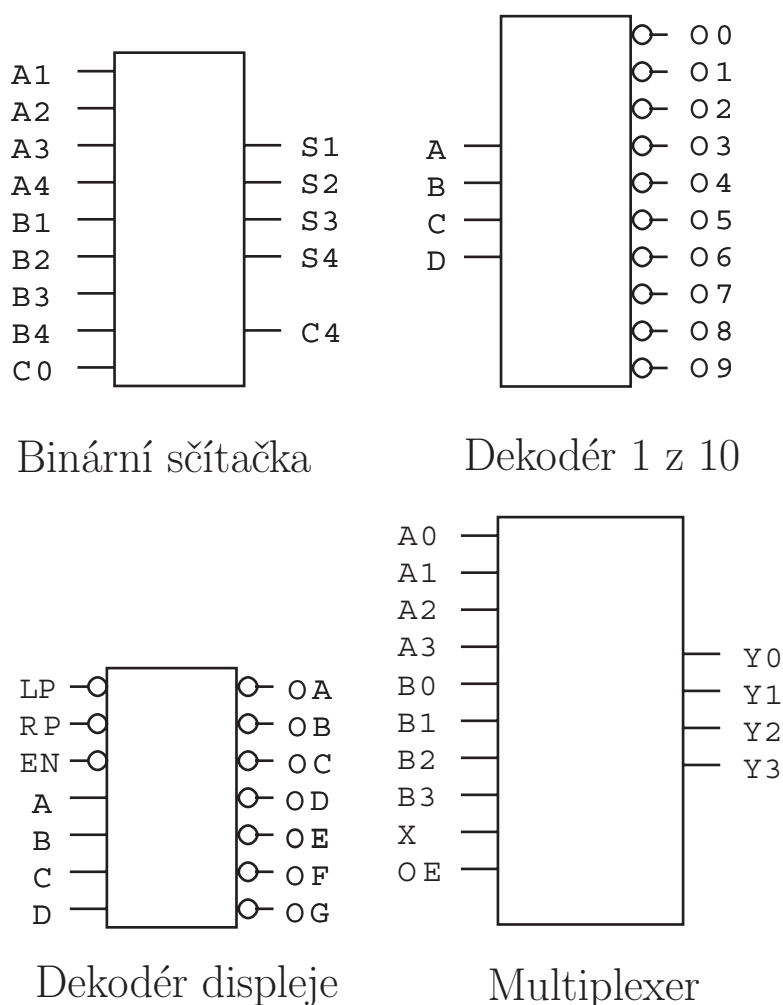 A1
A2
A3
A4
B1
B2
B3
B4
C0
S1
S2
S3
S4
C4
Binární sčítačka
A
B
C
D
O0
O1
O2
O3
O4
O5
O6
O7
O8
O9
Dekodér 1 z 10
LP
RP
EN
A
B
C
D
OA
OB
OC
OD
OE
OF
OG
Dekodér displeje
A0
A1
A2
A3
B0
B1
B2
B3
X
OE
Y0
Y1
Y2
Y3
Multiplexer